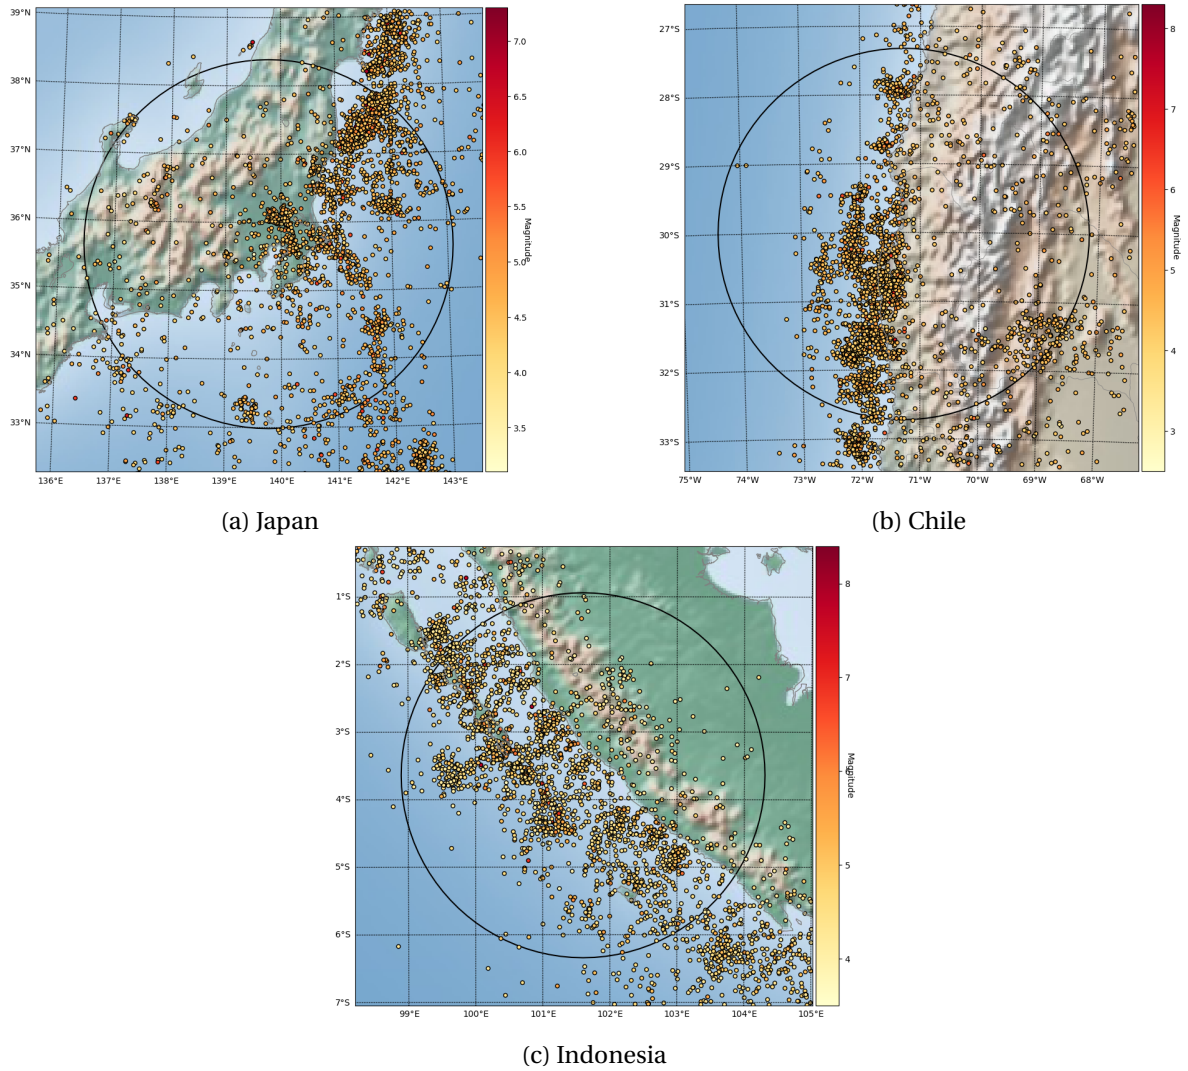 39°N
38°N
37°N
36°N
35°N
34°N
33°N
136°E 137°E 138°E 139°E 140°E 141°E 142°E 143°E
7.0
6.5
6.0
5.5
5.0
4.5
4.0
3.5
Magnitude
(a) Japan
27°S
28°S
29°S
30°S
31°S
32°S
33°S
75°W 74°W 73°W 72°W 71°W 70°W 69°W 68°W
8
7
6
5
4
3
Magnitude
(b) Chile
1°S
2°S
3°S
4°S
5°S
6°S
7°S
99°E 100°E 101°E 102°E 103°E 104°E 105°E
8
7
6
5
4
Magnitude
(c) Indonesia